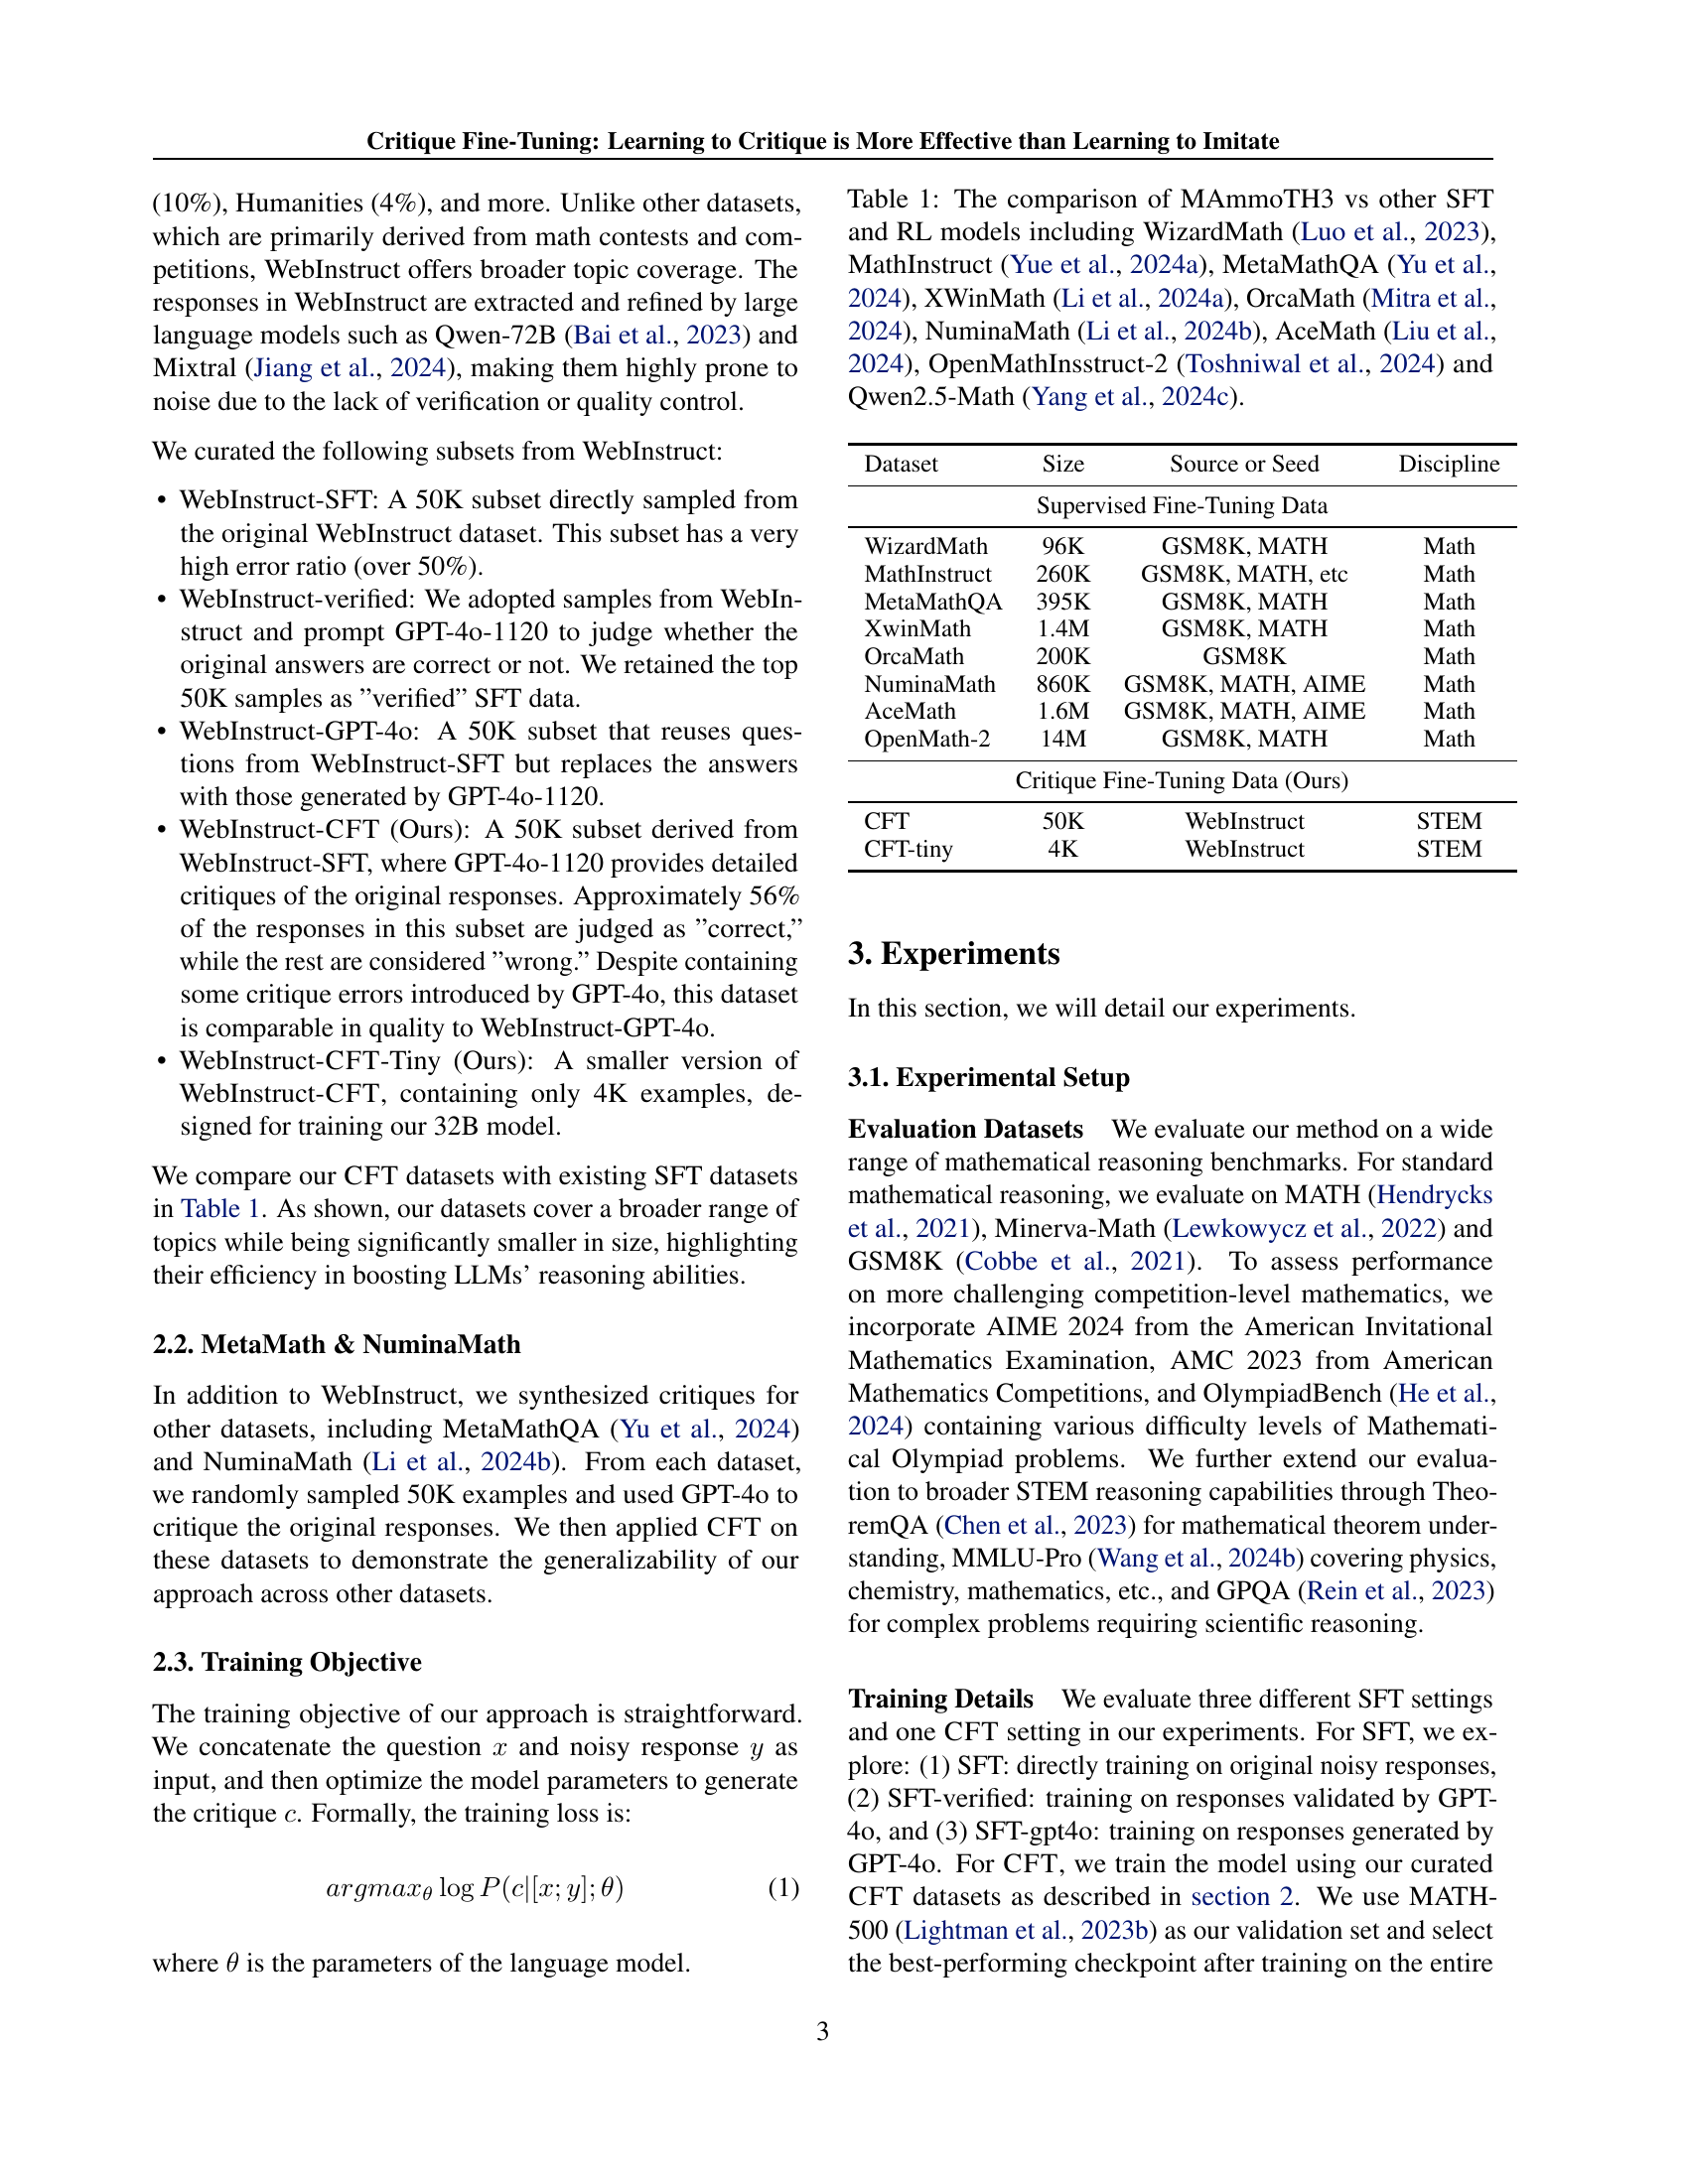 Critique Fine-Tuning: Learning to Critique is More Effective than Learning to Imitate
(10%), Humanities (4%), and more. Unlike other datasets,
which are primarily derived from math contests and com-
petitions, WebInstruct offers broader topic coverage. The
responses in WebInstruct are extracted and refined by large
language models such as Qwen-72B (Bai et al., 2023) and
Mixtral (Jiang et al., 2024), making them highly prone to
noise due to the lack of verification or quality control.
We curated the following subsets from WebInstruct:
• WebInstruct-SFT: A 50K subset directly sampled from
the original WebInstruct dataset. This subset has a very
high error ratio (over 50%).
• WebInstruct-verified: We adopted samples from WebIn-
struct and prompt GPT-4o-1120 to judge whether the
original answers are correct or not. We retained the top
50K samples as ”verified” SFT data.
• WebInstruct-GPT-4o: A 50K subset that reuses ques-
tions from WebInstruct-SFT but replaces the answers
with those generated by GPT-4o-1120.
• WebInstruct-CFT (Ours): A 50K subset derived from
WebInstruct-SFT, where GPT-4o-1120 provides detailed
critiques of the original responses. Approximately 56%
of the responses in this subset are judged as ”correct,”
while the rest are considered ”wrong.” Despite containing
some critique errors introduced by GPT-4o, this dataset
is comparable in quality to WebInstruct-GPT-4o.
• WebInstruct-CFT-Tiny (Ours): A smaller version of
WebInstruct-CFT, containing only 4K examples, de-
signed for training our 32B model.
We compare our CFT datasets with existing SFT datasets
in Table 1. As shown, our datasets cover a broader range of
topics while being significantly smaller in size, highlighting
their efficiency in boosting LLMs’ reasoning abilities.
2.2. MetaMath & NuminaMath
In addition to WebInstruct, we synthesized critiques for
other datasets, including MetaMathQA (Yu et al., 2024)
and NuminaMath (Li et al., 2024b). From each dataset,
we randomly sampled 50K examples and used GPT-4o to
critique the original responses. We then applied CFT on
these datasets to demonstrate the generalizability of our
approach across other datasets.
2.3. Training Objective
The training objective of our approach is straightforward.
We concatenate the question x and noisy response y as
input, and then optimize the model parameters to generate
the critique c. Formally, the training loss is:
argmax_θ log P(c|[x; y]; θ) (1)
where θ is the parameters of the language model.
Table 1: The comparison of MAmmoTH3 vs other SFT
and RL models including WizardMath (Luo et al., 2023),
MathInstruct (Yue et al., 2024a), MetaMathQA (Yu et al.,
2024), XWinMath (Li et al., 2024a), OrcaMath (Mitra et al.,
2024), NuminaMath (Li et al., 2024b), AceMath (Liu et al.,
2024), OpenMathInsstruct-2 (Toshniwal et al., 2024) and
Qwen2.5-Math (Yang et al., 2024c).
Dataset Size Source or Seed Discipline
Supervised Fine-Tuning Data
WizardMath 96K GSM8K, MATH Math
MathInstruct 260K GSM8K, MATH, etc Math
MetaMathQA 395K GSM8K, MATH Math
XwinMath 1.4M GSM8K, MATH Math
OrcaMath 200K GSM8K Math
NuminaMath 860K GSM8K, MATH, AIME Math
AceMath 1.6M GSM8K, MATH, AIME Math
OpenMath-2 14M GSM8K, MATH Math
Critique Fine-Tuning Data (Ours)
CFT 50K WebInstruct STEM
CFT-tiny 4K WebInstruct STEM
3. Experiments
In this section, we will detail our experiments.
3.1. Experimental Setup
Evaluation Datasets We evaluate our method on a wide
range of mathematical reasoning benchmarks. For standard
mathematical reasoning, we evaluate on MATH (Hendrycks
et al., 2021), Minerva-Math (Lewkowycz et al., 2022) and
GSM8K (Cobbe et al., 2021). To assess performance
on more challenging competition-level mathematics, we
incorporate AIME 2024 from the American Invitational
Mathematics Examination, AMC 2023 from American
Mathematics Competitions, and OlympiadBench (He et al.,
2024) containing various difficulty levels of Mathemati-
cal Olympiad problems. We further extend our evalua-
tion to broader STEM reasoning capabilities through Theo-
remQA (Chen et al., 2023) for mathematical theorem under-
standing, MMLU-Pro (Wang et al., 2024b) covering physics,
chemistry, mathematics, etc., and GPQA (Rein et al., 2023)
for complex problems requiring scientific reasoning.
Training Details We evaluate three different SFT settings
and one CFT setting in our experiments. For SFT, we ex-
plore: (1) SFT: directly training on original noisy responses,
(2) SFT-verified: training on responses validated by GPT-
4o, and (3) SFT-gpt4o: training on responses generated by
GPT-4o. For CFT, we train the model using our curated
CFT datasets as described in section 2. We use MATH-
500 (Lightman et al., 2023b) as our validation set and select
the best-performing checkpoint after training on the entire
3